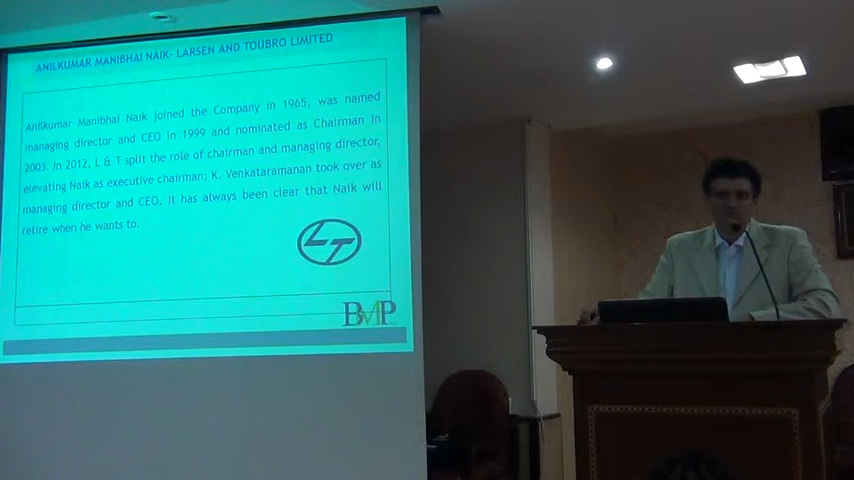 ANILKUMAR MANIBHAI NAIK- LARSEN AND TOUBRO LIMITED
Anilkumar Manibhai Naik joined the Company in 1965, was named
managing director and CEO in 1999 and nominated as Chairman in
2003. In 2012, L & T split the role of chairman and managing director,
elevating Naik as executive chairman; K. Venkataramanan took over as
managing director and CEO. It has always been clear that Naik will
retire when he wants to.
LT
BMP